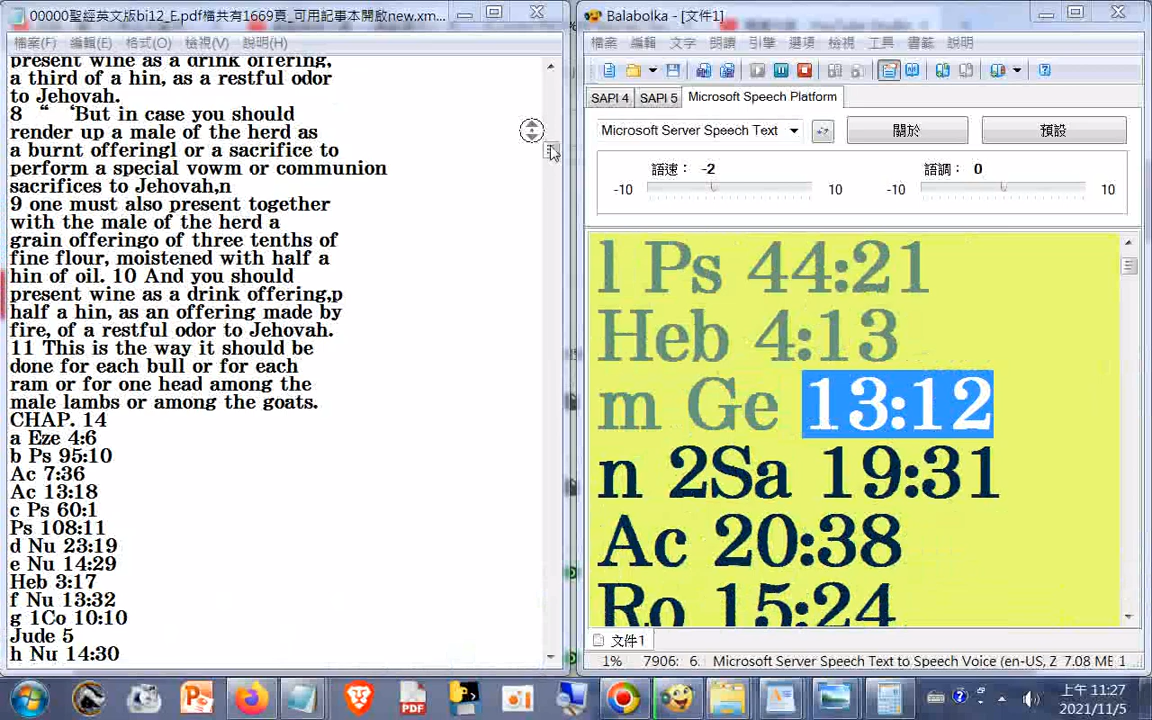 00000聖經英文版bi12_E.pdf檔共有1669頁_可用記事本開啟new.xm...
檔案(F) 編輯(E) 格式(O) 檢視(V) 說明(H)
present wine as a drink offering,
a third of a hin, as a restful odor
to Jehovah.
8 “ ‘But in case you should
render up a male of the herd as
a burnt offeringl or a sacrifice to
perform a special vowm or communion
sacrifices to Jehovah,n
9 one must also present together
with the male of the herd a
grain offeringo of three tenths of
fine flour, moistened with half a
hin of oil. 10 And you should
present wine as a drink offering,p
half a hin, as an offering made by
fire, of a restful odor to Jehovah.
11 This is the way it should be
done for each bull or for each
ram or for one head among the
male lambs or among the goats.
CHAP. 14
a Eze 4:6
b Ps 95:10
Ac 7:36
Ac 13:18
c Ps 60:1
Ps 108:11
d Nu 23:19
e Nu 14:29
Heb 3:17
f Nu 13:32
g 1Co 10:10
Jude 5
h Nu 14:30
Balabolka - [文件1]
檔案 編輯 文字 朗讀 引擎 選項 檢視 工具 書籤 說明
SAPI 4 SAPI 5 Microsoft Speech Platform
Microsoft Server Speech Text 關於 預設
語速： -2 語調： 0
-10 10 -10 10
l Ps 44:21
Heb 4:13
m Ge 13:12
n 2Sa 19:31
Ac 20:38
Ro 15:24
文件1
1% 7906: 6. Microsoft Server Speech Text to Speech Voice (en-US, Z 7.08 ME 1
PDF
上午 11:27
2021/11/5